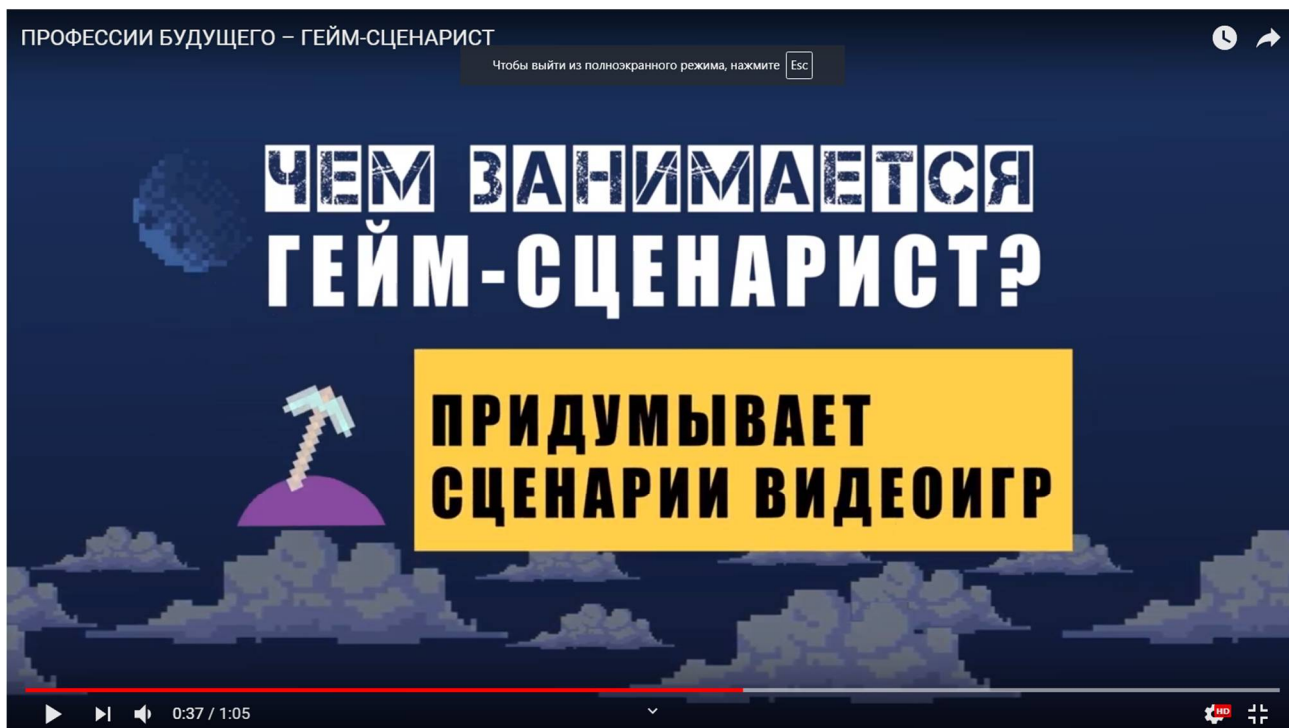 ПРОФЕССИИ БУДУЩЕГО – ГЕЙМ-СЦЕНАРИСТ
Чтобы выйти из полноэкранного режима, нажмите Esc
ЧЕМ ЗАНИМАЕТСЯ
ГЕЙМ-СЦЕНАРИСТ?
ПРИДУМЫВАЕТ
СЦЕНАРИИ ВИДЕОИГР
0:37 / 1:05
HD